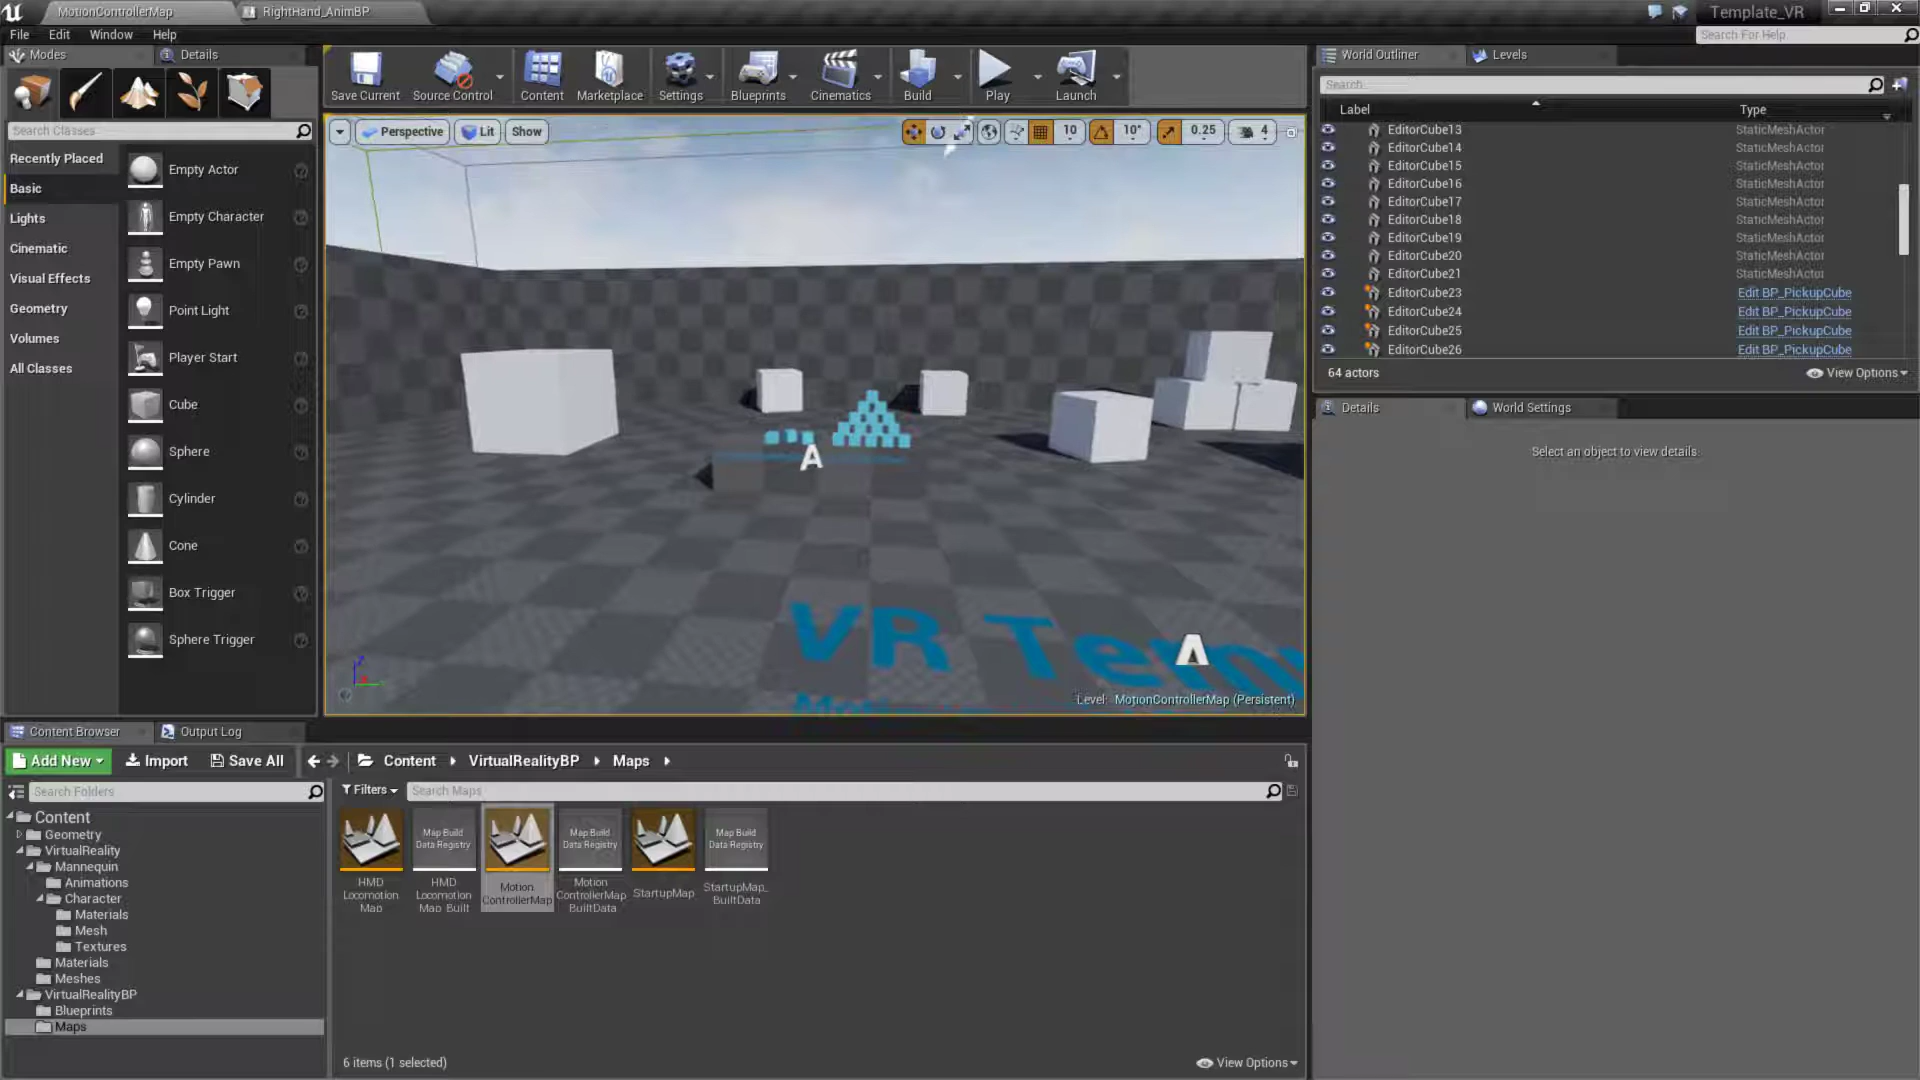 MotionControllerMap
RightHand_AnimBP
Template_VR
File Edit Window Help
Search For Help
Modes
Details
Search Classes
Recently Placed
Basic
Lights
Cinematic
Visual Effects
Geometry
Volumes
All Classes
Empty Actor
Empty Character
Empty Pawn
Point Light
Player Start
Cube
Sphere
Cylinder
Cone
Box Trigger
Sphere Trigger
Save Current
Source Control
Content
Marketplace
Settings
Blueprints
Cinematics
Build
Play
Launch
Perspective
Lit
Show
10
10°
0.25
4
A
VR Tem
A
Level: MotionControllerMap (Persistent)
World Outliner
Levels
Search...
Label Type
EditorCube13 StaticMeshActor
EditorCube14 StaticMeshActor
EditorCube15 StaticMeshActor
EditorCube16 StaticMeshActor
EditorCube17 StaticMeshActor
EditorCube18 StaticMeshActor
EditorCube19 StaticMeshActor
EditorCube20 StaticMeshActor
EditorCube21 StaticMeshActor
EditorCube23 Edit BP_PickupCube
EditorCube24 Edit BP_PickupCube
EditorCube25 Edit BP_PickupCube
EditorCube26 Edit BP_PickupCube
64 actors
View Options
Details
World Settings
Select an object to view details.
Content Browser
Output Log
Add New
Import
Save All
Content
VirtualRealityBP
Maps
Search Folders
Filters
Search Maps
Content
Geometry
VirtualReality
Mannequin
Animations
Character
Materials
Mesh
Textures
Materials
Meshes
VirtualRealityBP
Blueprints
Maps
HMD
Locomotion
Map
Map Build
Data Registry
HMD
Locomotion
Map_Built
Motion
ControllerMap
Map Build
Data Registry
Motion
ControllerMap_
BuiltData
StartupMap
Map Build
Data Registry
StartupMap_
BuiltData
6 items (1 selected)
View Options